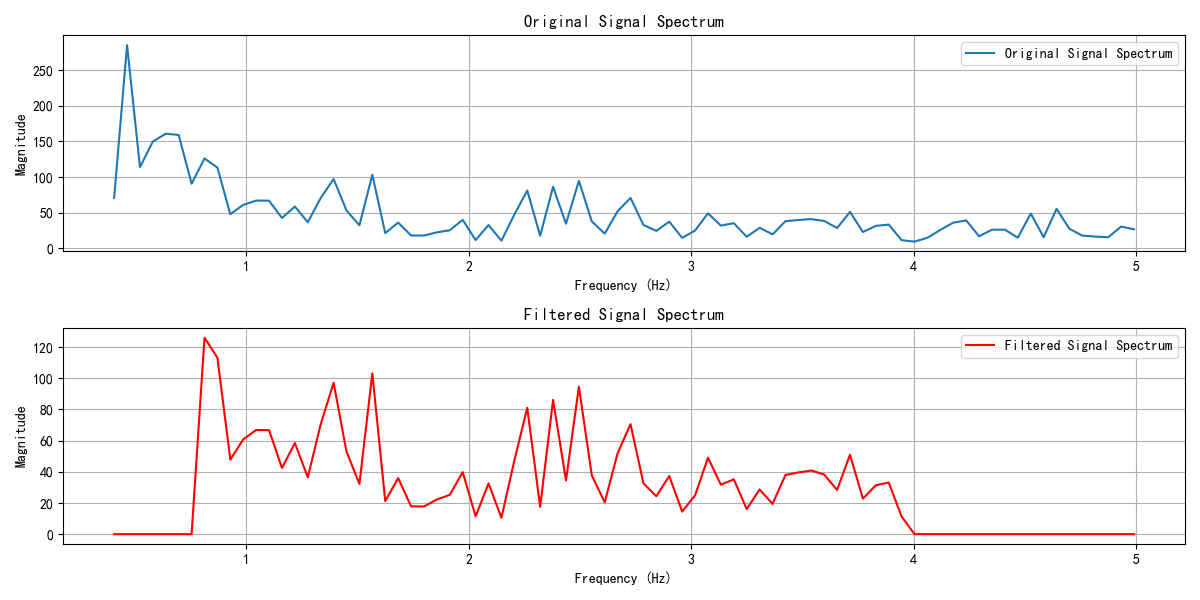 Original Signal Spectrum
Original Signal Spectrum
Magnitude
250
200
150
100
50
0
1 2 3 4 5
Frequency (Hz)
Filtered Signal Spectrum
Filtered Signal Spectrum
Magnitude
120
100
80
60
40
20
0
1 2 3 4 5
Frequency (Hz)